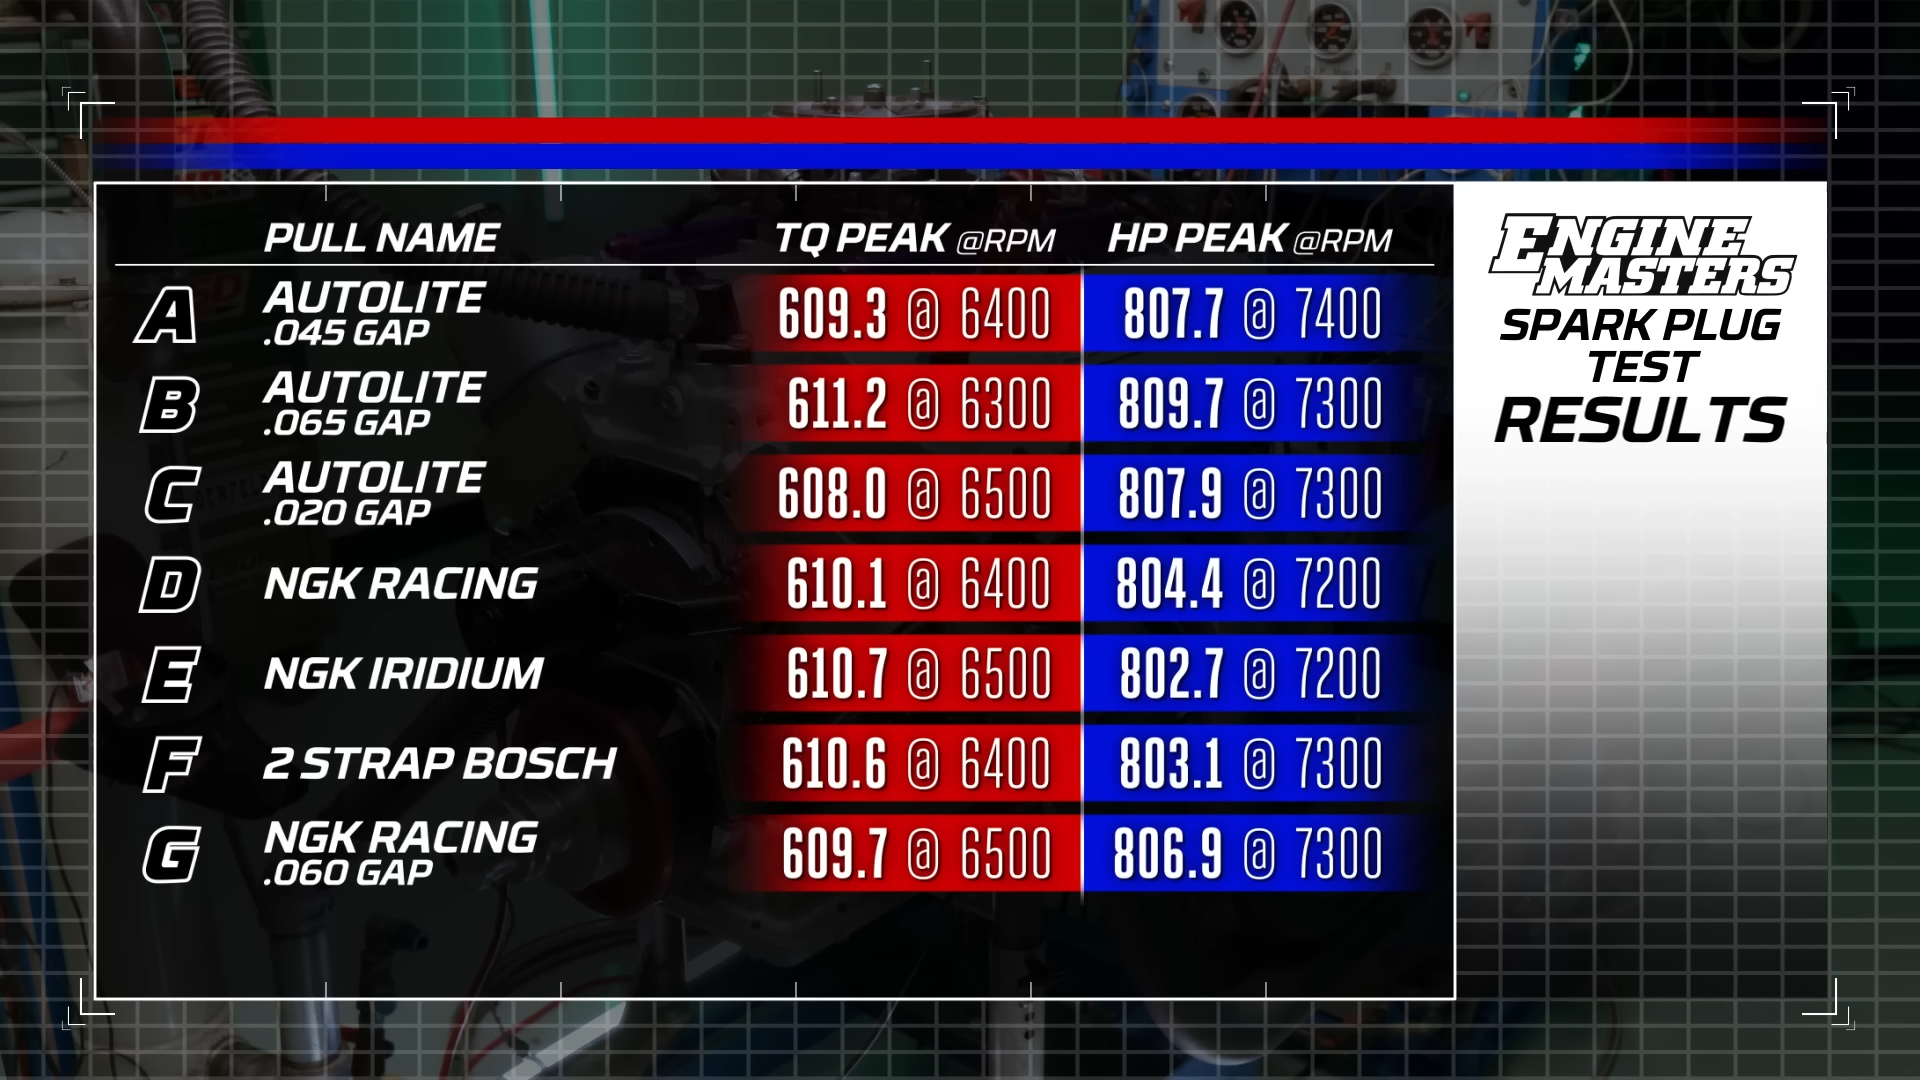 PULL NAME TQ PEAK @RPM HP PEAK @RPM
A AUTOLITE .045 GAP 609.3 @ 6400 807.7 @ 7400
B AUTOLITE .065 GAP 611.2 @ 6300 809.7 @ 7300
C AUTOLITE .020 GAP 608.0 @ 6500 807.9 @ 7300
D NGK RACING 610.1 @ 6400 804.4 @ 7200
E NGK IRIDIUM 610.7 @ 6500 802.7 @ 7200
F 2 STRAP BOSCH 610.6 @ 6400 803.1 @ 7300
G NGK RACING .060 GAP 609.7 @ 6500 806.9 @ 7300
ENGINE
MASTERS
SPARK PLUG
TEST
RESULTS